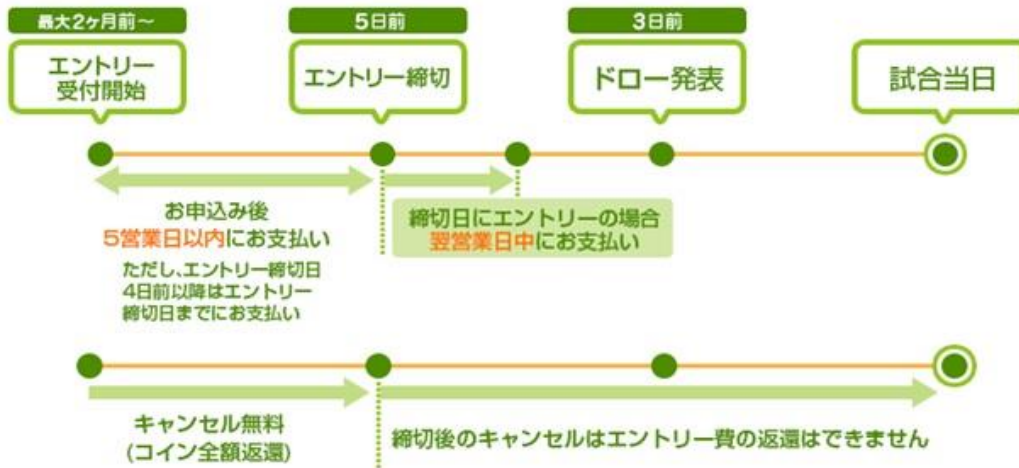 最大2ヶ月前～
エントリー
受付開始
5日前
エントリー締切
3日前
ドロー発表
試合当日
お申込み後
5営業日以内にお支払い
ただし、エントリー締切日
4日前以降はエントリー
締切日までにお支払い
締切日にエントリーの場合
翌営業日中にお支払い
キャンセル無料
(コイン全額返還)
締切後のキャンセルはエントリー費の返還はできません